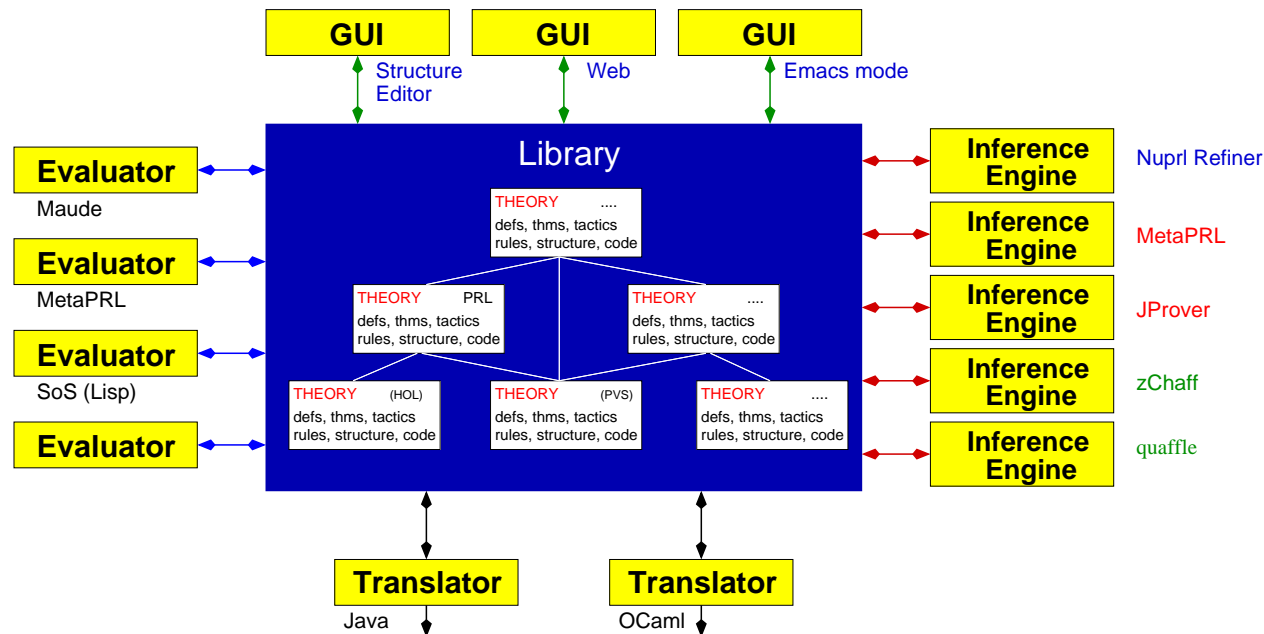 GUI
GUI
GUI
Structure
Editor
Web
Emacs mode
Library
Evaluator
Maude
Evaluator
MetaPRL
Evaluator
SoS (Lisp)
Evaluator
THEORY ....
defs, thms, tactics
rules, structure, code
THEORY PRL
defs, thms, tactics
rules, structure, code
THEORY ....
defs, thms, tactics
rules, structure, code
THEORY (HOL)
defs, thms, tactics
rules, structure, code
THEORY (PVS)
defs, thms, tactics
rules, structure, code
THEORY ....
defs, thms, tactics
rules, structure, code
Inference
Engine
Nuprl Refiner
Inference
Engine
MetaPRL
Inference
Engine
JProver
Inference
Engine
zChaff
Inference
Engine
quaffle
Translator
Java
Translator
OCaml